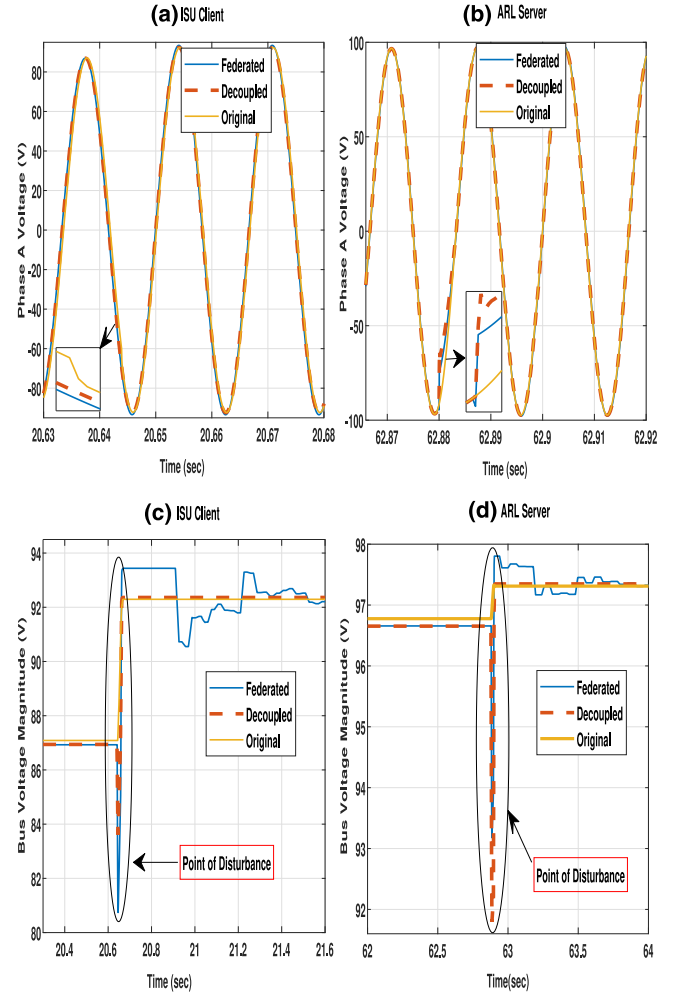 (a) ISU Client
Phase A Voltage (V)
80
60
40
20
0
-20
-40
-60
-80
Federated
Decoupled
Original
20.63 20.64 20.65 20.66 20.67 20.68
Time (sec)
(b) ARL Server
Phase A Voltage (V)
100
50
0
-50
-100
Federated
Decoupled
Original
62.87 62.88 62.89 62.9 62.91 62.92
Time (sec)
(c) ISU Client
Bus Voltage Magnitude (V)
94
92
90
88
86
84
82
80
Federated
Decoupled
Original
Point of Disturbance
20.4 20.6 20.8 21 21.2 21.4 21.6
Time (sec)
(d) ARL Server
Bus Voltage Magnitude (V)
98
97
96
95
94
93
92
Federated
Decoupled
Original
Point of Disturbance
62 62.5 63 63.5 64
Time(sec)